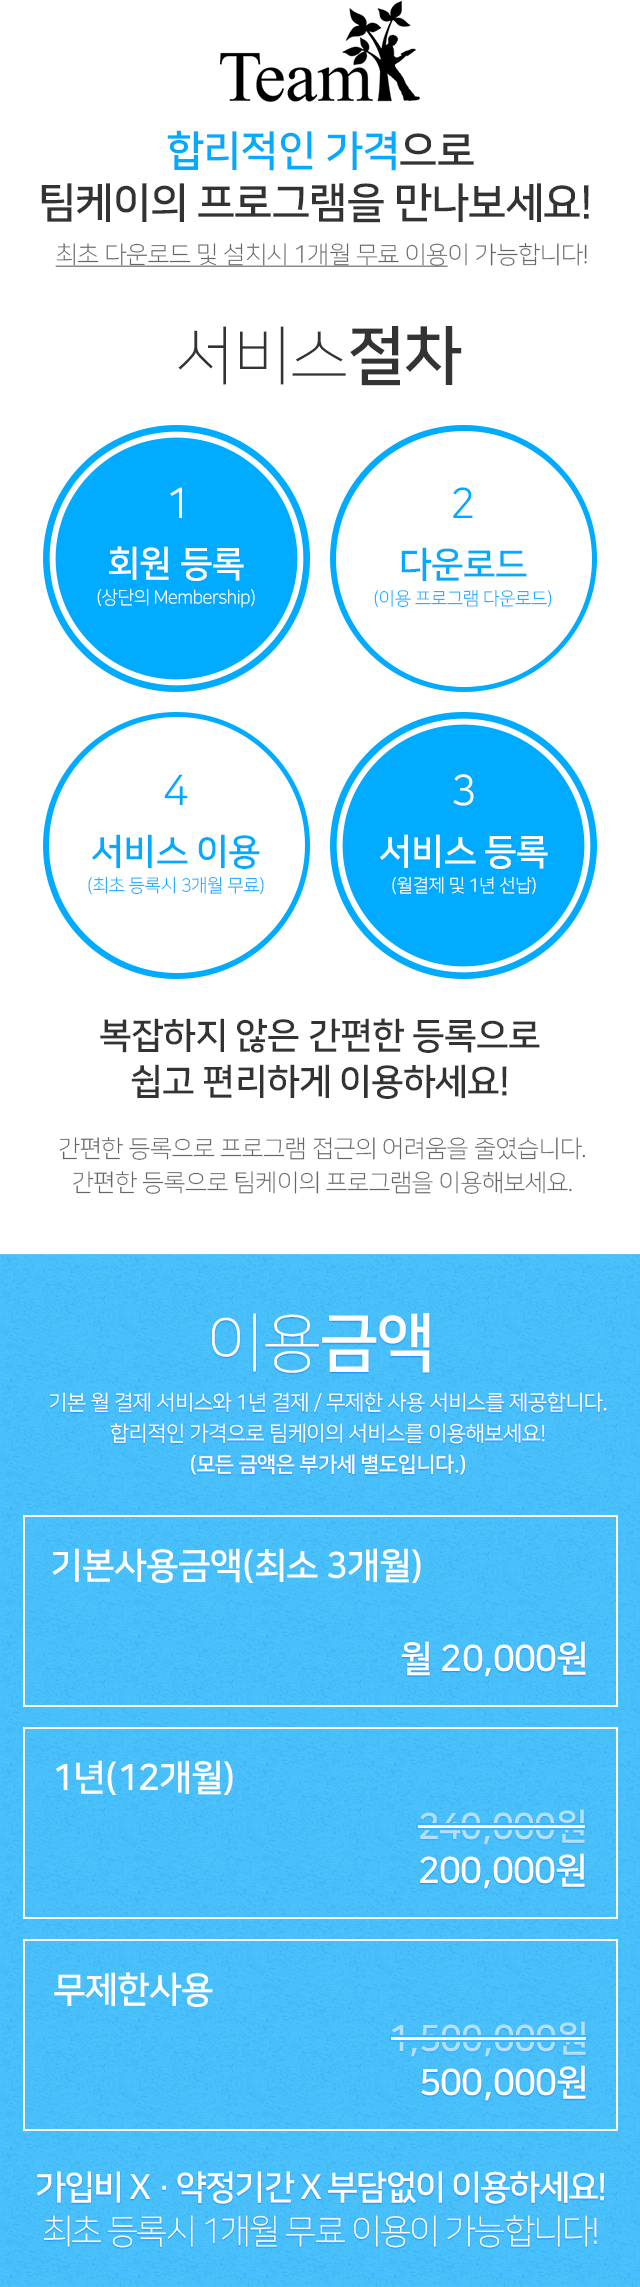 TeamK
합리적인 가격으로
팀케이의 프로그램을 만나보세요!
최초 다운로드 및 설치시 1개월 무료 이용이 가능합니다!
서비스절차
1
회원 등록
(상단의 Membership)
2
다운로드
(이용 프로그램 다운로드)
4
서비스 이용
(최초 등록시 3개월 무료)
3
서비스 등록
(월결제 및 1년 선납)
복잡하지 않은 간편한 등록으로
쉽고 편리하게 이용하세요!
간편한 등록으로 프로그램 접근의 어려움을 줄였습니다.
간편한 등록으로 팀케이의 프로그램을 이용해보세요.
이용금액
기본 월 결제 서비스와 1년 결제 / 무제한 사용 서비스를 제공합니다.
합리적인 가격으로 팀케이의 서비스를 이용해보세요!
(모든 금액은 부가세 별도입니다.)
기본사용금액(최소 3개월)
월 20,000원
1년(12개월)
240,000원
200,000원
무제한사용
1,500,000원
500,000원
가입비 X · 약정기간 X 부담없이 이용하세요!
최초 등록시 1개월 무료 이용이 가능합니다!